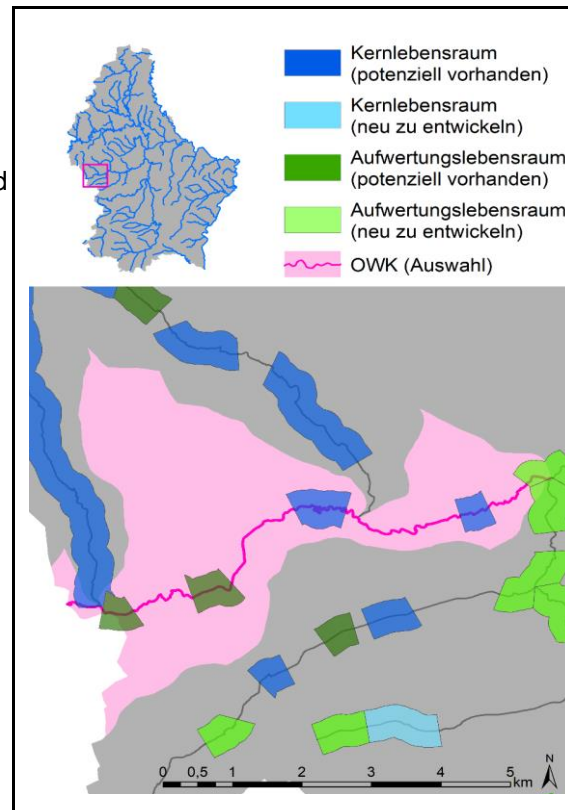 d
Kernlebensraum
(potenziell vorhanden)
Kernlebensraum
(neu zu entwickeln)
Aufwertungslebensraum
(potenziell vorhanden)
Aufwertungslebensraum
(neu zu entwickeln)
OWK (Auswahl)
N
0 0,5 1 2 3 4 5
km